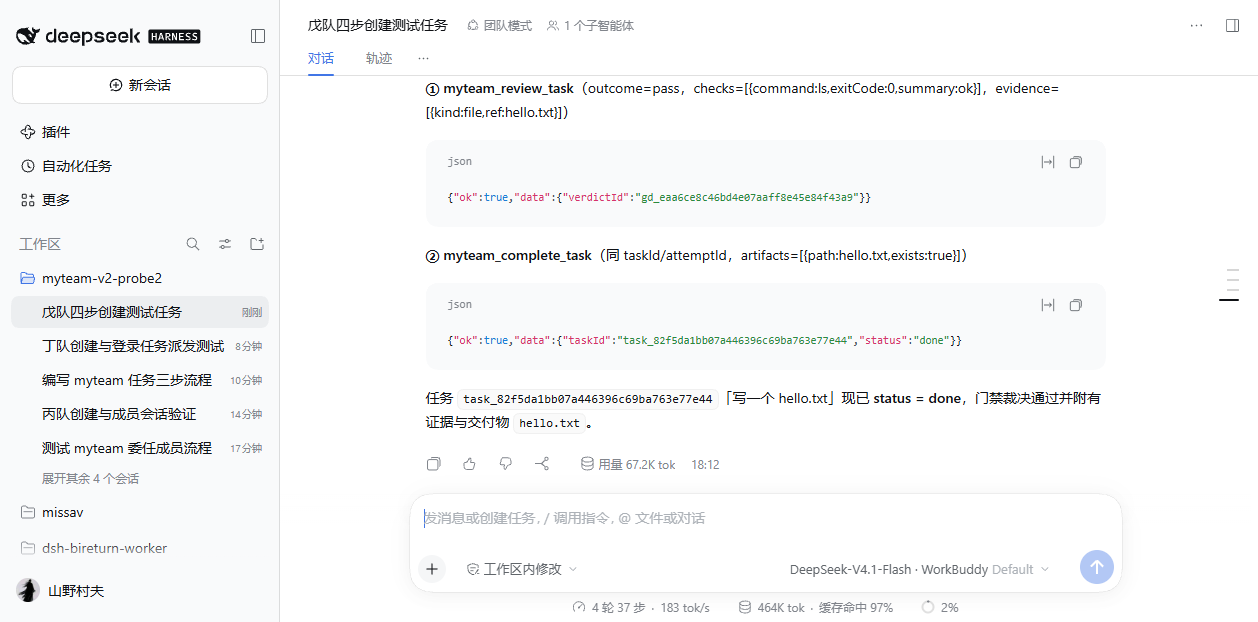 deepseek HARNESS
新会话
插件
自动化任务
更多
工作区
myteam-v2-probe2
戊队四步创建测试任务 刚刚
丁队创建与登录任务派发测试 8分钟
编写 myteam 任务三步流程 10分钟
丙队创建与成员会话验证 14分钟
测试 myteam 委任成员流程 17分钟
展开其余 4 个会话
missav
dsh-bireturn-worker
山野村夫
戊队四步创建测试任务 团队模式 1 个子智能体 ···
对话 轨迹 ···
① myteam_review_task（outcome=pass，checks=[{command:ls,exitCode:0,summary:ok}]，evidence=
[{kind:file,ref:hello.txt}]）
json
{"ok":true,"data":{"verdictId":"gd_eaa6ce8c46bd4e07aaff8e45e84f43a9"}}
② myteam_complete_task（同 taskId/attemptId，artifacts=[{path:hello.txt,exists:true}]）
json
{"ok":true,"data":{"taskId":"task_82f5da1bb07a446396c69ba763e77e44","status":"done"}}
任务 task_82f5da1bb07a446396c69ba763e77e44 「写一个 hello.txt」现已 status = done，门禁裁决通过并附有
证据与交付物 hello.txt 。
用量 67.2K tok 18:12
发消息或创建任务, / 调用指令, @ 文件或对话
工作区内修改
DeepSeek-V4.1-Flash · WorkBuddy Default
4 轮 37 步 · 183 tok/s 464K tok · 缓存命中 97% 2%